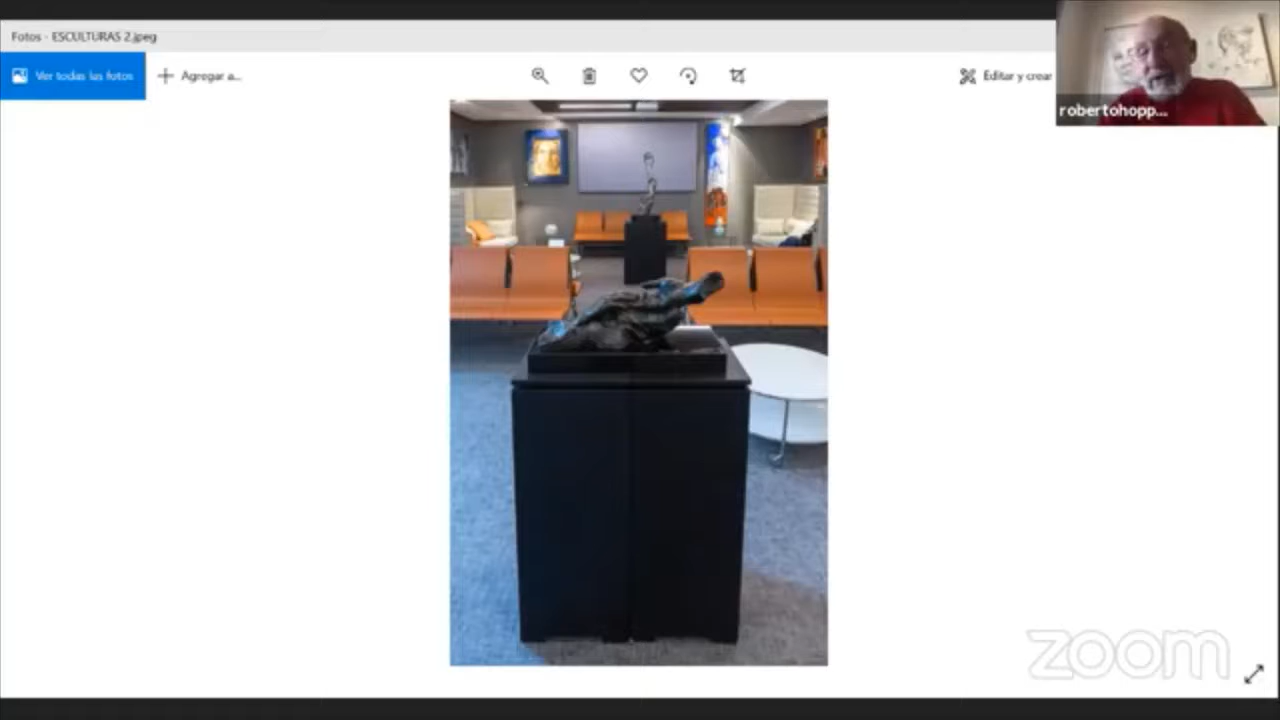 Fotos - ESCULTURAS 2.jpeg
Ver todas las fotos
Agregar a...
Editar y crear
robertohopp...
zoom